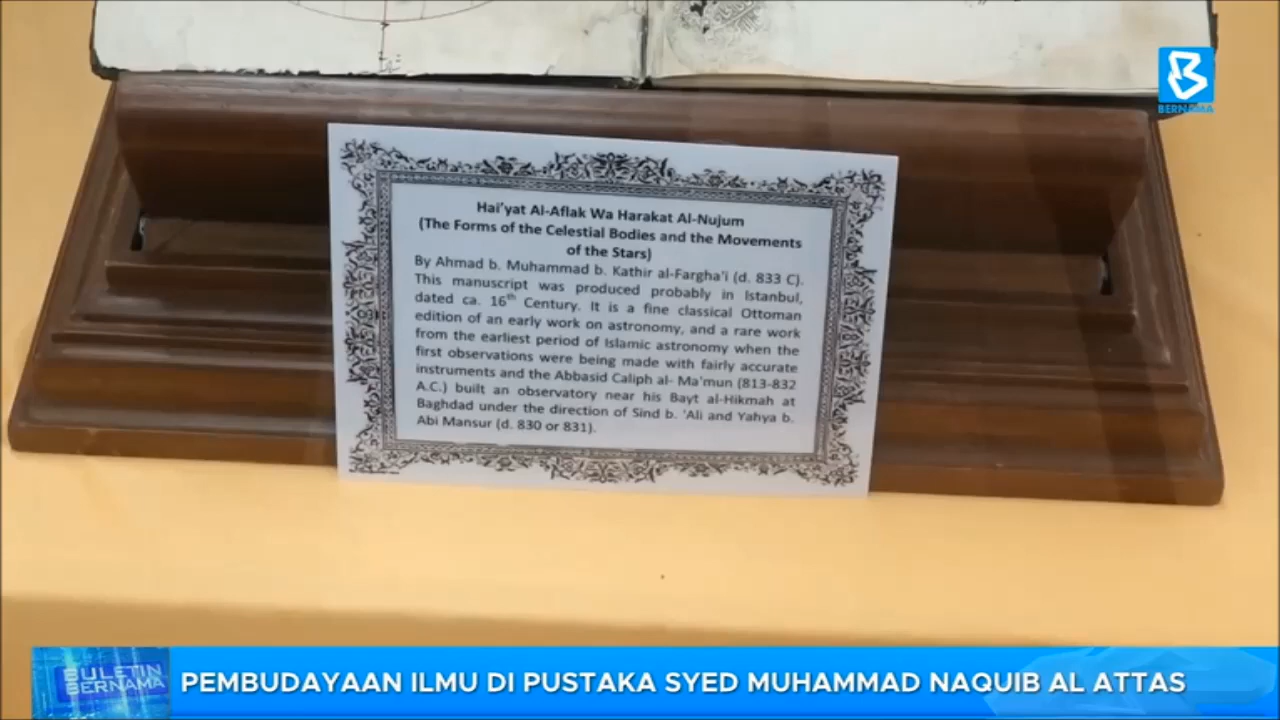 BERNAMA
Hai'yat Al-Aflak Wa Harakat Al-Nujum
(The Forms of the Celestial Bodies and the Movements
of the Stars)
By Ahmad b. Muhammad b. Kathir al-Fargha'i (d. 833 C).
This manuscript was produced probably in Istanbul,
dated ca. 16th Century. It is a fine classical Ottoman
edition of an early work on astronomy, and a rare work
from the earliest period of Islamic astronomy when the
first observations were being made with fairly accurate
instruments and the Abbasid Caliph al- Ma'mun (813-832
A.C.) built an observatory near his Bayt al-Hikmah at
Baghdad under the direction of Sind b. 'Ali and Yahya b.
Abi Mansur (d. 830 or 831).
BULETIN
BERNAMA
PEMBUDAYAAN ILMU DI PUSTAKA SYED MUHAMMAD NAQUIB AL ATTAS